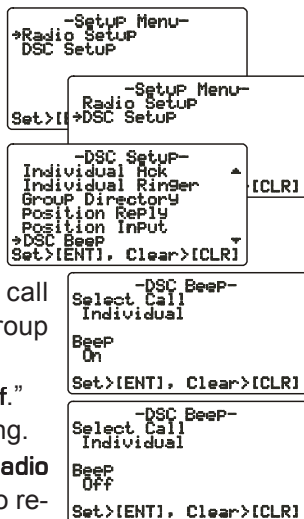 -Setup Menu-
→Radio Setup
DSC Setup
Set>[
-Setup Menu-
Radio Setup
→DSC Setup
[CLR]
-DSC Setup-
Individual Ack ▲
Individual Ringer
Group Directory
Position Reply
Position Input
→DSC Beep ▼
Set>[ENT], Clear>[CLR]
call
roup
f.”
ng.
adio
o re-
-DSC Beep-
Select Call
Individual
Beep
On
Set>[ENT], Clear>[CLR]
-DSC Beep-
Select Call
Individual
Beep
Off
Set>[ENT], Clear>[CLR]